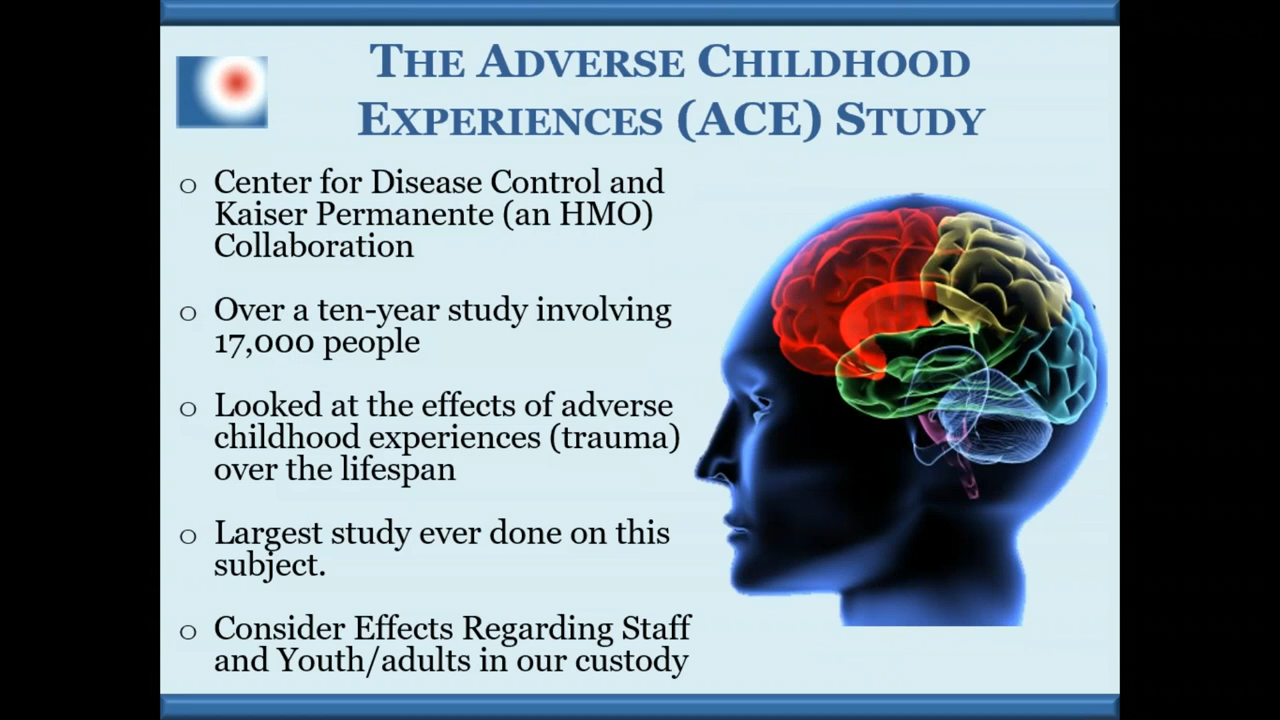 THE ADVERSE CHILDHOOD
EXPERIENCES (ACE) STUDY
o Center for Disease Control and
Kaiser Permanente (an HMO)
Collaboration
o Over a ten-year study involving
17,000 people
o Looked at the effects of adverse
childhood experiences (trauma)
over the lifespan
o Largest study ever done on this
subject.
o Consider Effects Regarding Staff
and Youth/adults in our custody